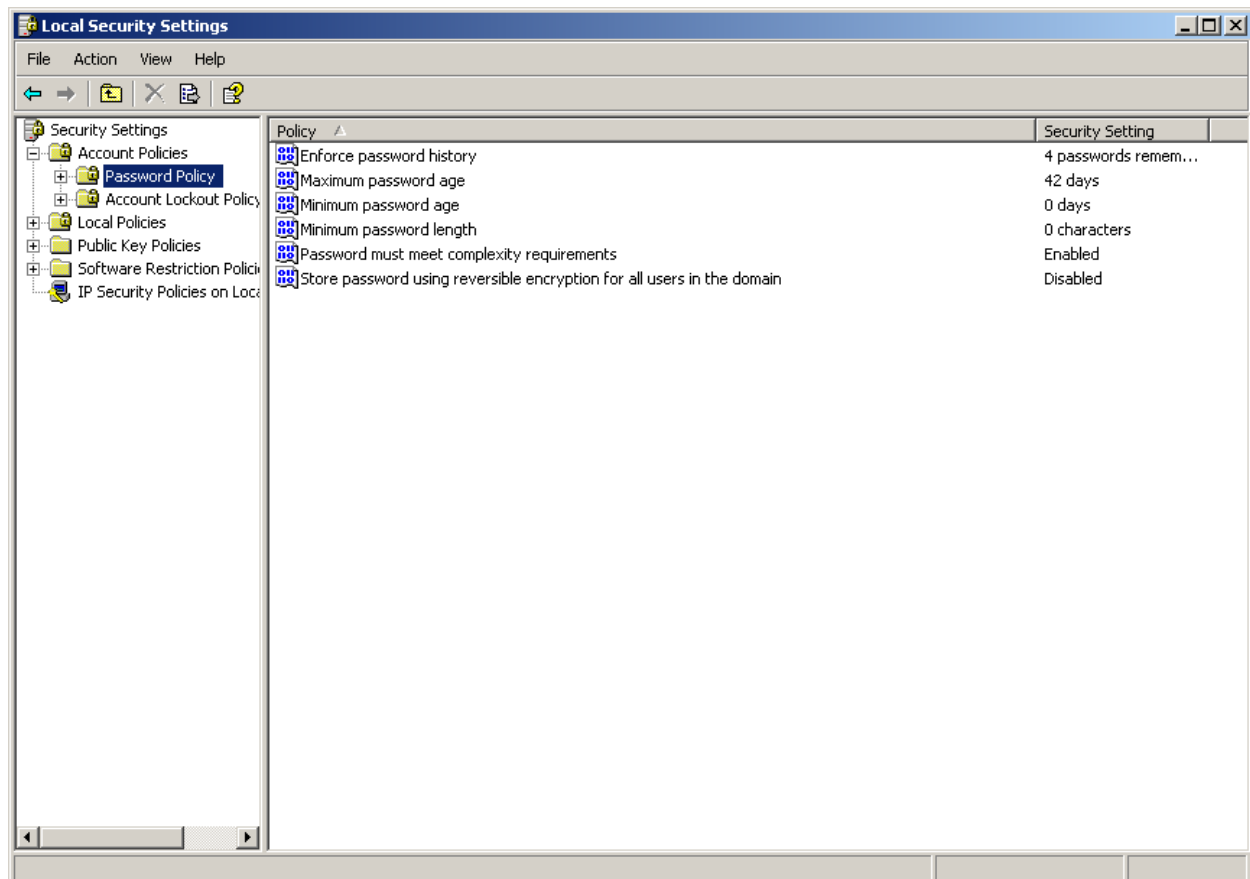 Local Security Settings
File Action View Help
Security Settings
Account Policies
Password Policy
Account Lockout Policy
Local Policies
Public Key Policies
Software Restriction Polici
IP Security Policies on Loca
Policy Security Setting
Enforce password history 4 passwords remem...
Maximum password age 42 days
Minimum password age 0 days
Minimum password length 0 characters
Password must meet complexity requirements Enabled
Store password using reversible encryption for all users in the domain Disabled